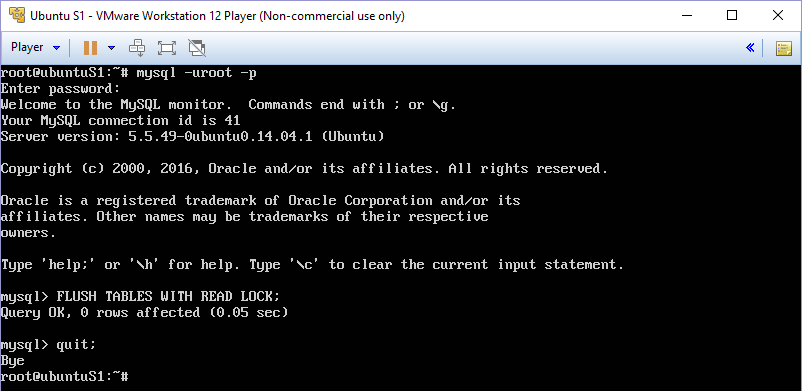 Ubuntu S1 - VMware Workstation 12 Player (Non-commercial use only)
Player
root@ubuntuS1:~# mysql -uroot -p
Enter password:
Welcome to the MySQL monitor.  Commands end with ; or \g.
Your MySQL connection id is 41
Server version: 5.5.49-0ubuntu0.14.04.1 (Ubuntu)
Copyright (c) 2000, 2016, Oracle and/or its affiliates. All rights reserved.
Oracle is a registered trademark of Oracle Corporation and/or its
affiliates. Other names may be trademarks of their respective
owners.
Type 'help;' or '\h' for help. Type '\c' to clear the current input statement.
mysql> FLUSH TABLES WITH READ LOCK;
Query OK, 0 rows affected (0.05 sec)
mysql> quit;
Bye
root@ubuntuS1:~#